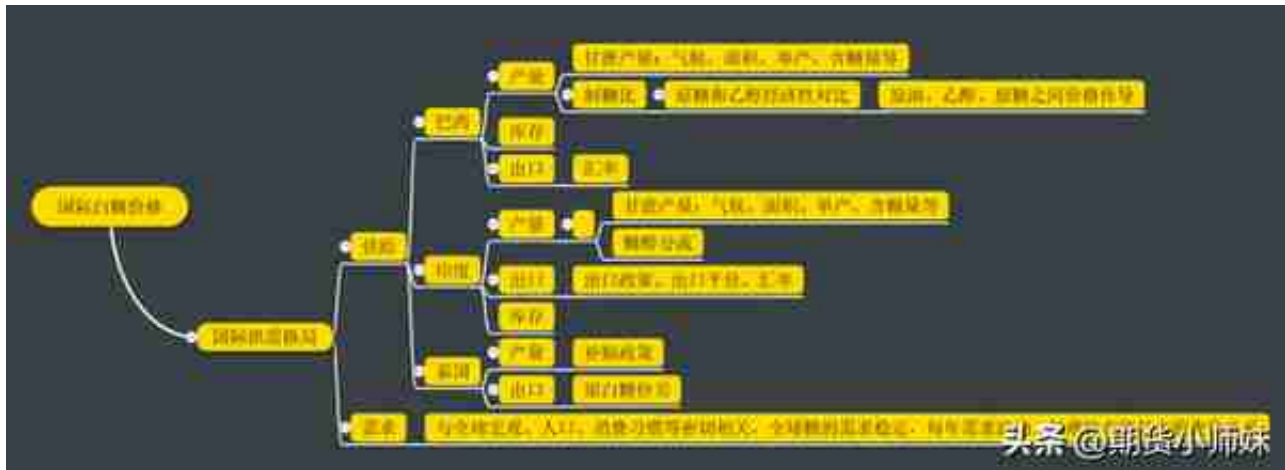 甘蔗产量：气候、面积、单产、含糖量等
产量
制糖比
原糖和乙醇经济性对比
原油、乙醇、原糖之间价格传导
巴西
库存
出口
汇率
国际白糖价格
甘蔗产量：气候、面积、单产、含糖量等
产量
糖醇分流
供给
印度
出口
出口政策、出口平价、汇率
库存
国际供需格局
产量
补贴政策
泰国
出口
原白糖价差
需求
与全球宏观、人口、消费习惯等密切相关，全球糖的需求稳定，每年需求
头条 @期货小师妹